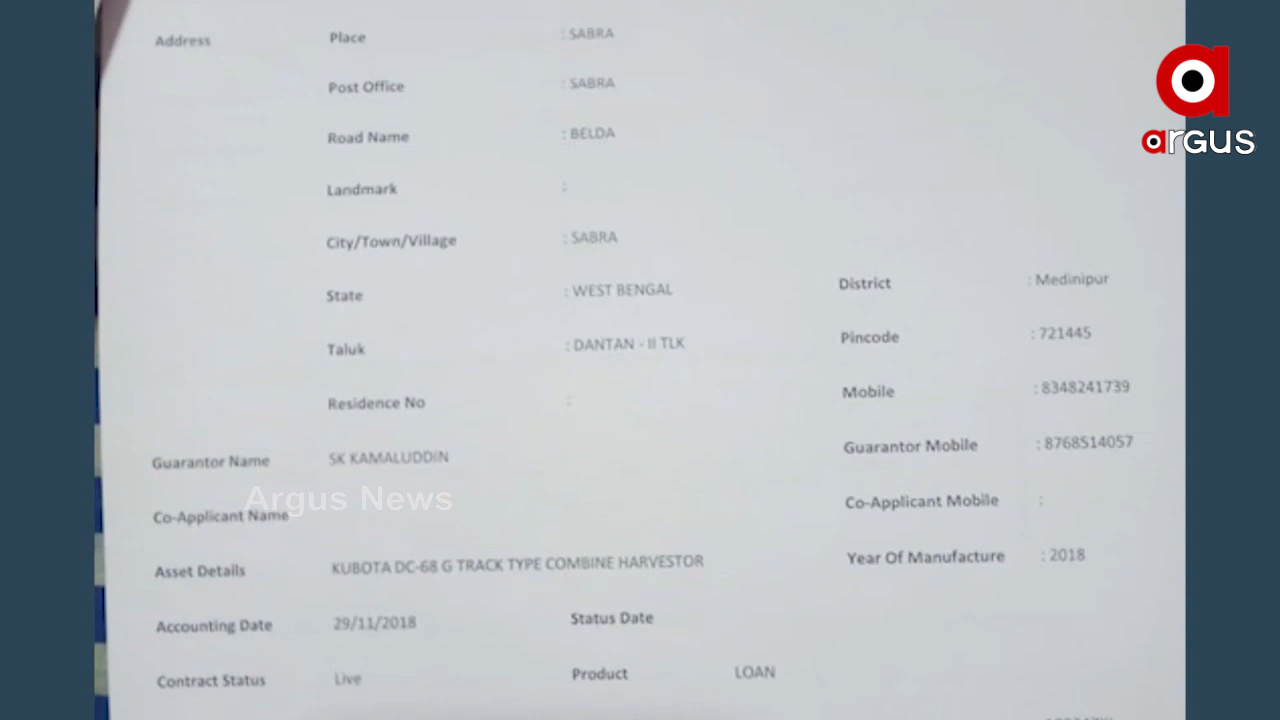 Address Place : SABRA
Post Office : SABRA
Road Name : BELDA
Landmark :
City/Town/Village : SABRA
State : WEST BENGAL District : Medinipur
Taluk : DANTAN - II TLK Pincode : 721445
Residence No : Mobile : 8348241739
Guarantor Name SK KAMALUDDIN Guarantor Mobile : 8768514057
Co-Applicant Name Co-Applicant Mobile :
Asset Details KUBOTA DC-68 G TRACK TYPE COMBINE HARVESTOR Year Of Manufacture : 2018
Accounting Date 29/11/2018 Status Date
Contract Status Live Product LOAN
argus
Argus News